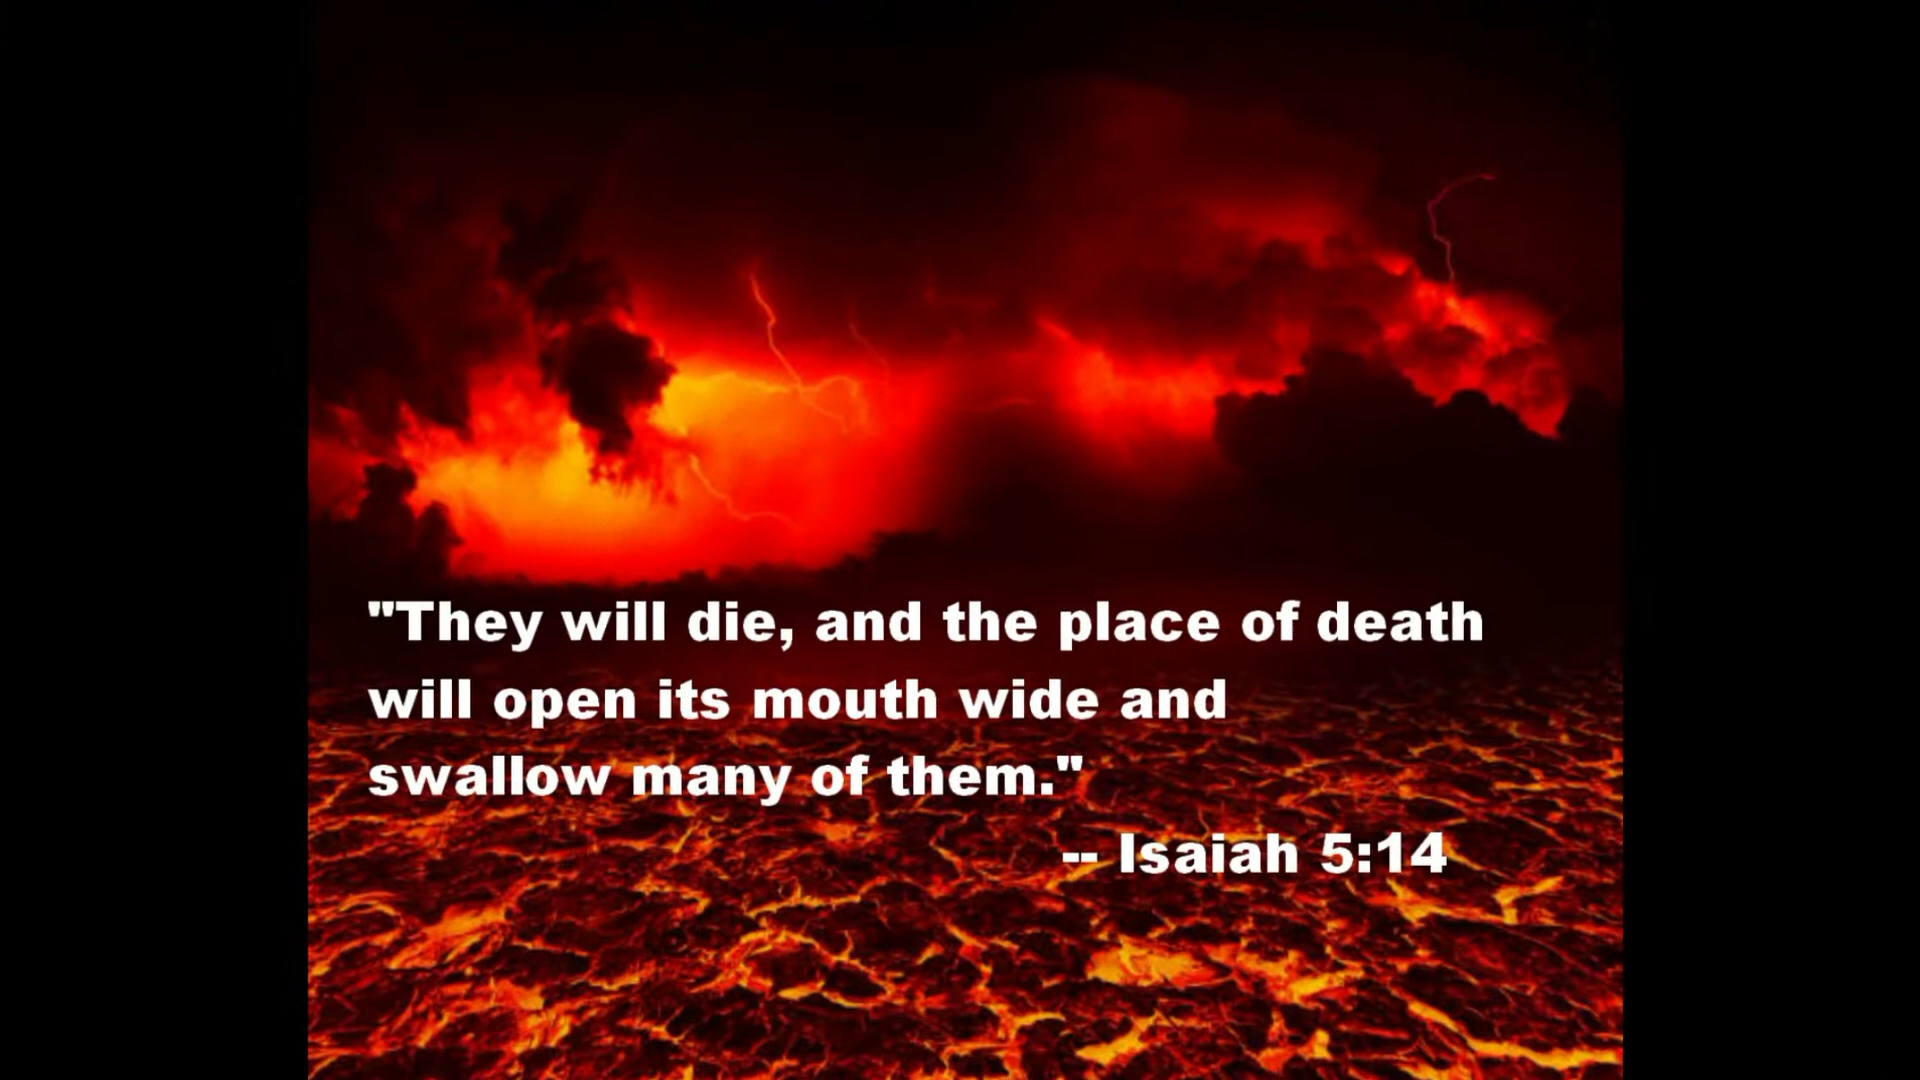 "They will die, and the place of death
will open its mouth wide and
swallow many of them."
-- Isaiah 5:14